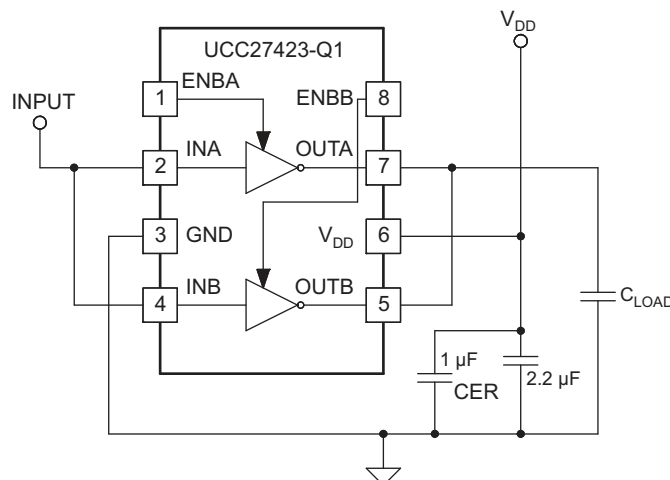 V_DD
UCC27423-Q1
ENBA
ENBB
1
8
INPUT
INA
OUTA
2
7
GND
V_DD
3
6
INB
OUTB
4
5
C_LOAD
1 µF
CER
2.2 µF